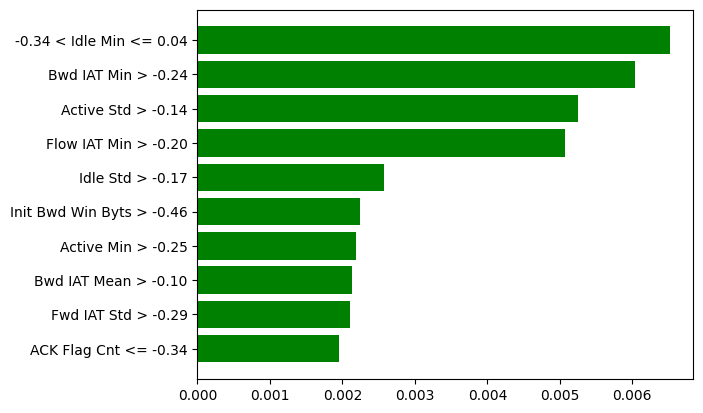 -0.34 < Idle Min <= 0.04
Bwd IAT Min > -0.24
Active Std > -0.14
Flow IAT Min > -0.20
Idle Std > -0.17
Init Bwd Win Byts > -0.46
Active Min > -0.25
Bwd IAT Mean > -0.10
Fwd IAT Std > -0.29
ACK Flag Cnt <= -0.34
0.000 0.001 0.002 0.003 0.004 0.005 0.006